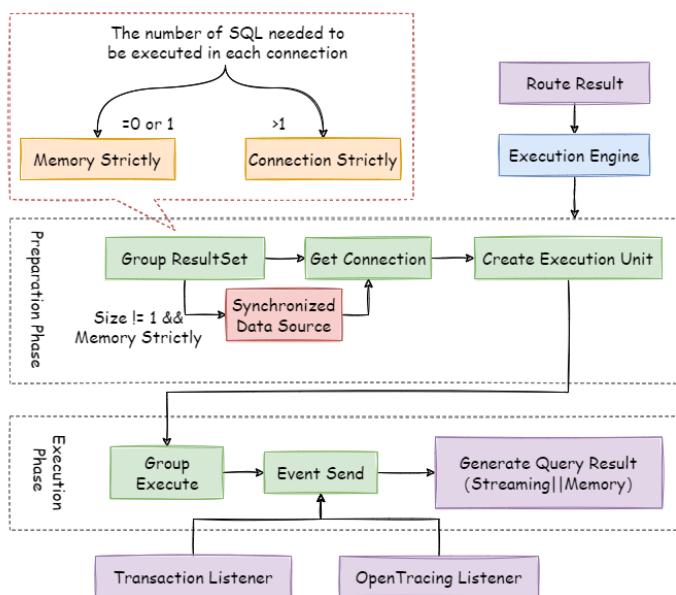 The number of SQL needed to
be executed in each connection
=0 or 1
>1
Memory Strictly
Connection Strictly
Route Result
Execution Engine
Preparation Phase
Group ResultSet
Get Connection
Create Execution Unit
Size != 1 &&
Memory Strictly
Synchronized
Data Source
Execution
Phase
Group
Execute
Event Send
Generate Query Result
(Streaming||Memory)
Transaction Listener
OpenTracing Listener